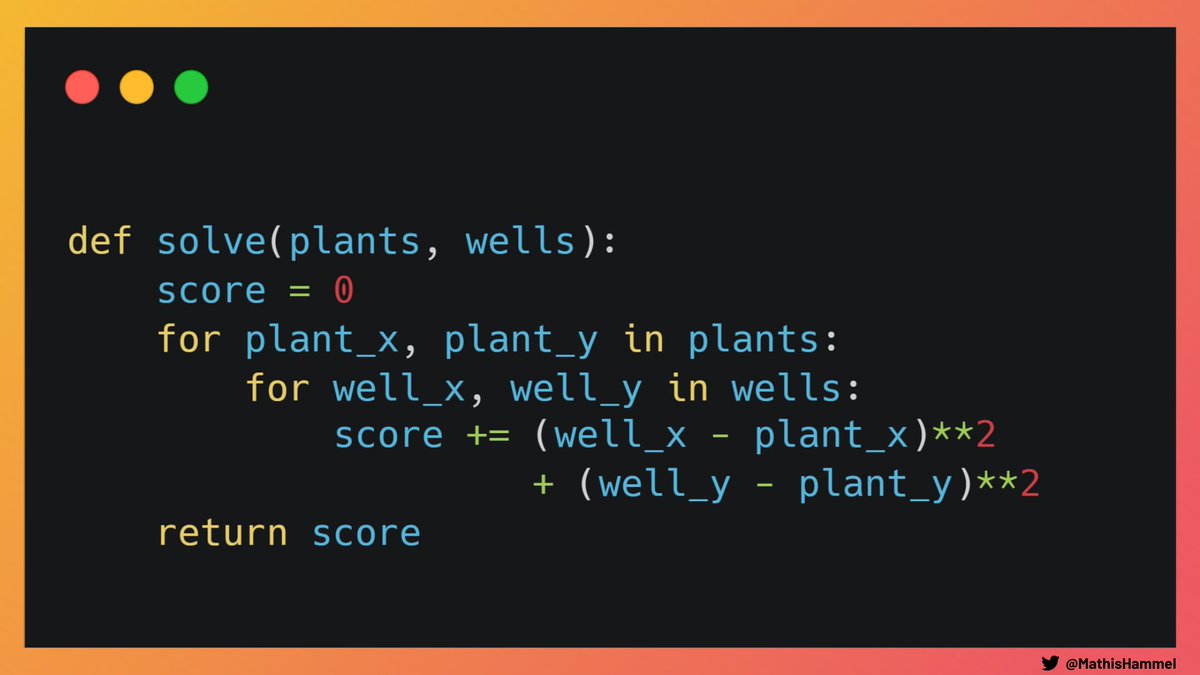 def solve(plants, wells):
    score = 0
    for plant_x, plant_y in plants:
        for well_x, well_y in wells:
            score += (well_x - plant_x)**2
                     + (well_y - plant_y)**2
    return score
@MathisHammel